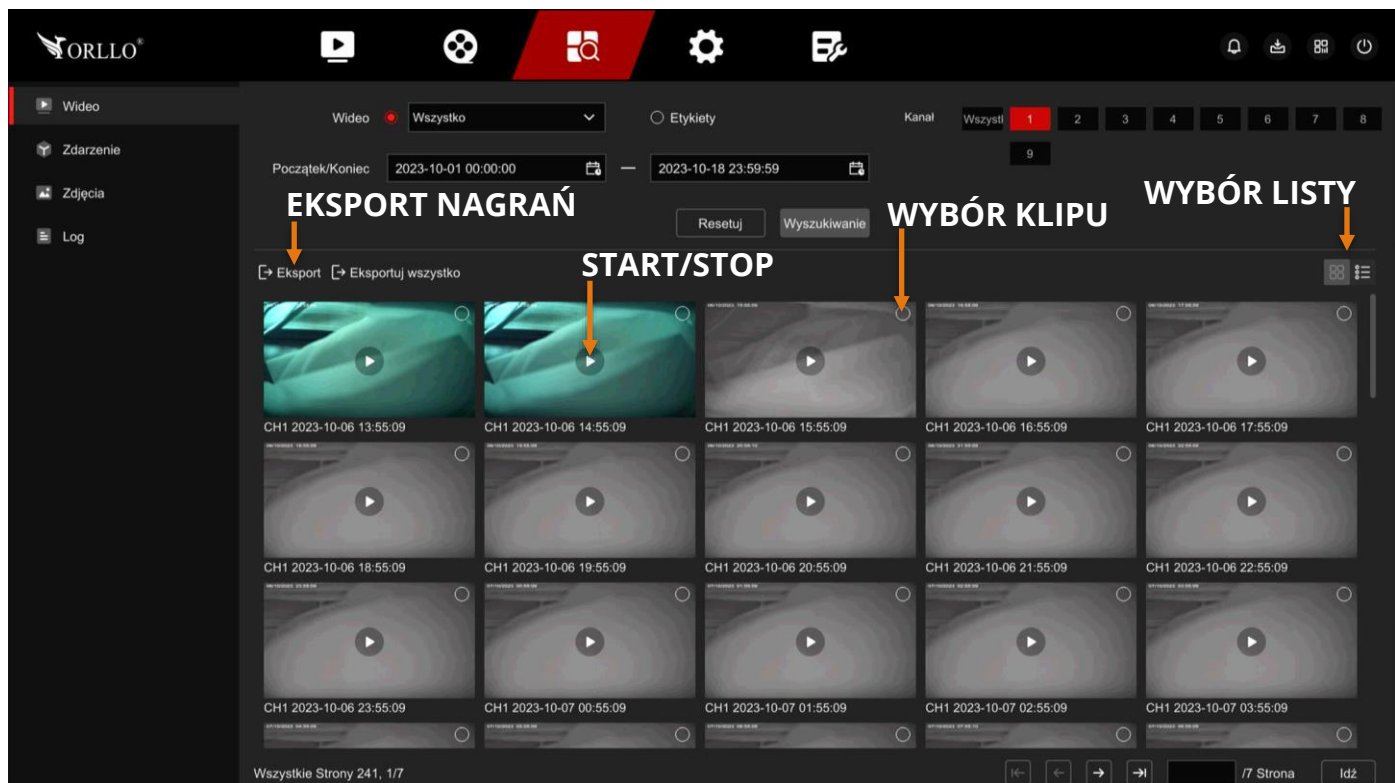 ORLLO®
Wideo
Zdarzenie
Zdjęcia
Log
Wideo Wszystko Etykiety Kanał Wszystl 1 2 3 4 5 6 7 8
9
Początek/Koniec 2023-10-01 00:00:00 — 2023-10-18 23:59:59
EKSPORT NAGRAŃ
WYBÓR KLIPU
WYBÓR LISTY
Resetuj Wyszukiwanie
START/STOP
Eksport Eksportuj wszystko
CH1 2023-10-06 13:55:09 CH1 2023-10-06 14:55:09 CH1 2023-10-06 15:55:09 CH1 2023-10-06 16:55:09 CH1 2023-10-06 17:55:09
CH1 2023-10-06 18:55:09 CH1 2023-10-06 19:55:09 CH1 2023-10-06 20:55:09 CH1 2023-10-06 21:55:09 CH1 2023-10-06 22:55:09
CH1 2023-10-06 23:55:09 CH1 2023-10-07 00:55:09 CH1 2023-10-07 01:55:09 CH1 2023-10-07 02:55:09 CH1 2023-10-07 03:55:09
Wszystkie Strony 241, 1/7 /7 Strona Idź